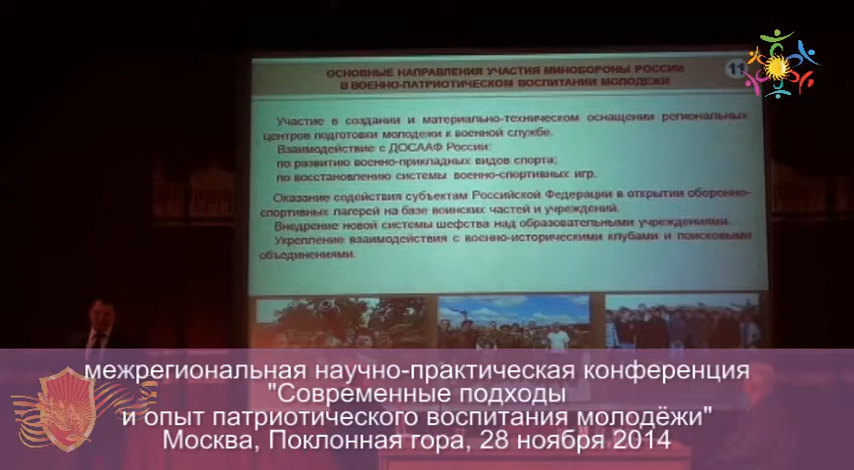 ОСНОВНЫЕ НАПРАВЛЕНИЯ УЧАСТИЯ МИНОБОРОНЫ РОССИИ
В ВОЕННО-ПАТРИОТИЧЕСКОМ ВОСПИТАНИИ МОЛОДЕЖИ
11
Участие в создании и материально-техническом оснащении региональных
центров подготовки молодежи к военной службе.
Взаимодействие с ДОСААФ России:
по развитию военно-прикладных видов спорта;
по восстановлению системы военно-спортивных игр.
Оказание содействия субъектам Российской Федерации в открытии оборонно-
спортивных лагерей на базе воинских частей и учреждений.
Внедрение новой системы шефства над образовательными учреждениями.
Укрепление взаимодействия с военно-историческими клубами и поисковыми
объединениями.
межрегиональная научно-практическая конференция
"Современные подходы
и опыт патриотического воспитания молодёжи"
Москва, Поклонная гора, 28 ноября 2014